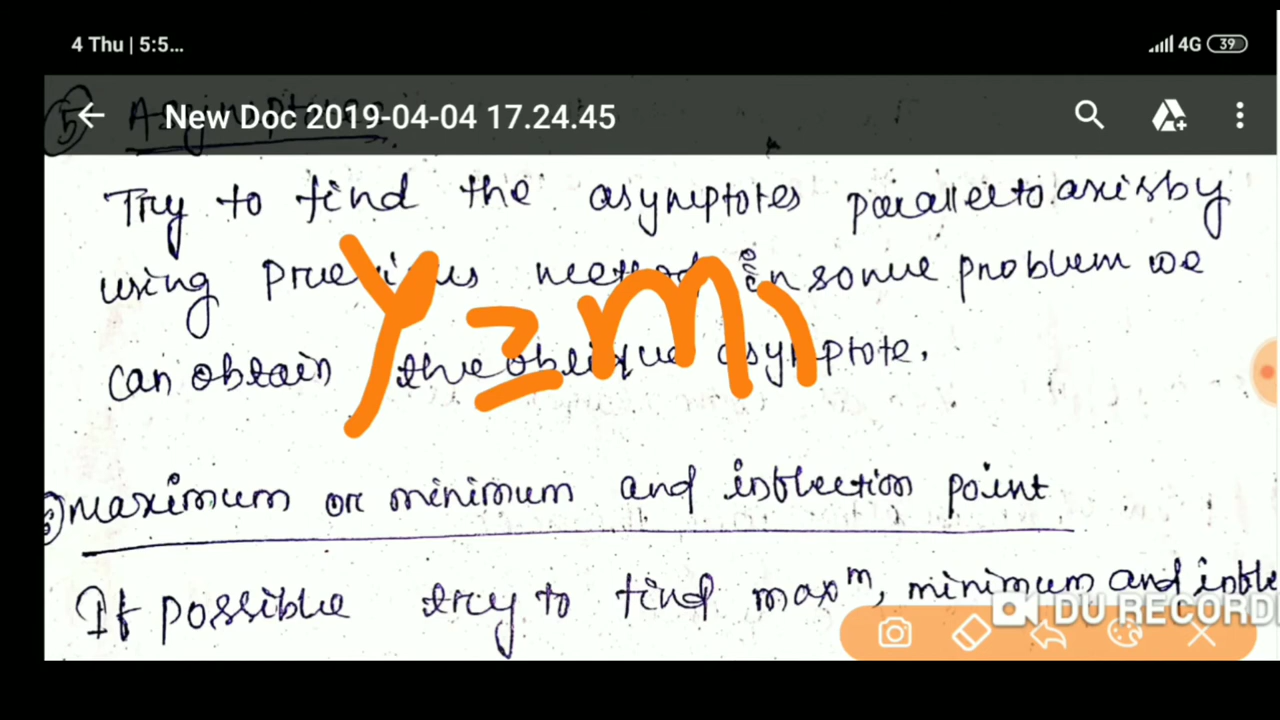 4 Thu | 5:5...
4G 39
5 Asymptotes
New Doc 2019-04-04 17.24.45
Try to find the asymptotes parallel to axis by
using previous method in some problem we
can obtain the oblique asymptote.
y = m
maximum or minimum and inflection point
If possible try to find maxm, minimum and infle
DU RECORD